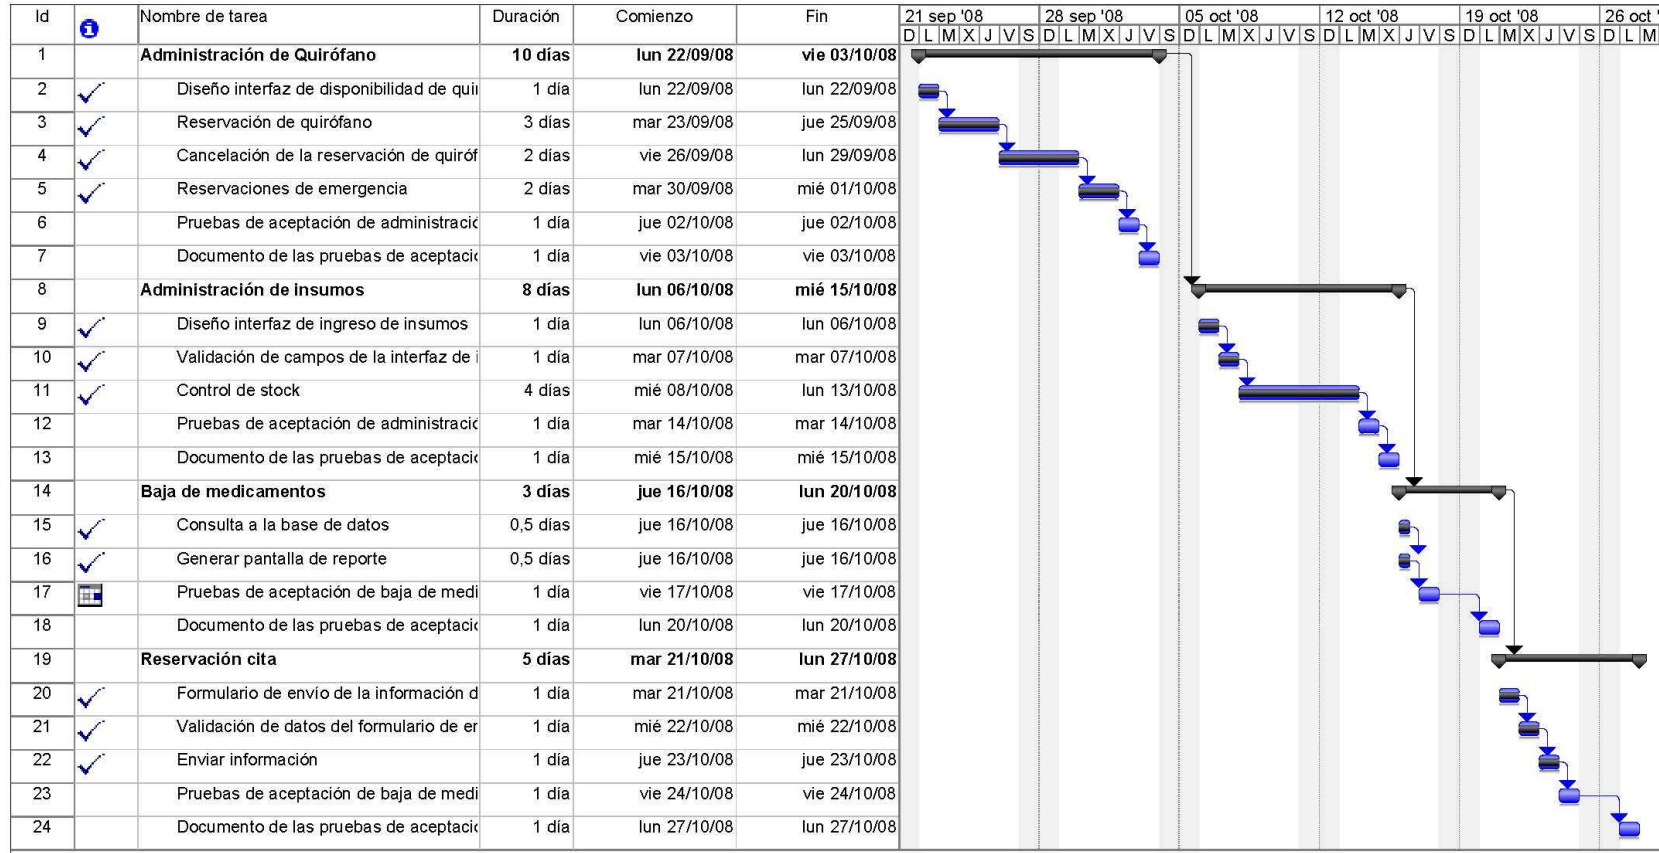 Id Nombre de tarea Duración Comienzo Fin 21 sep '08 28 sep '08 05 oct '08 12 oct '08 19 oct '08 26 oct '
D L M X J V S D L M X J V S D L M X J V S D L M X J V S D L M X J V S D L M
1 Administración de Quirófano 10 días lun 22/09/08 vie 03/10/08
2 Diseño interfaz de disponibilidad de qui 1 día lun 22/09/08 lun 22/09/08
3 Reservación de quirófano 3 días mar 23/09/08 jue 25/09/08
4 Cancelación de la reservación de quiróf 2 días vie 26/09/08 lun 29/09/08
5 Reservaciones de emergencia 2 días mar 30/09/08 mié 01/10/08
6 Pruebas de aceptación de administració 1 día jue 02/10/08 jue 02/10/08
7 Documento de las pruebas de aceptació 1 día vie 03/10/08 vie 03/10/08
8 Administración de insumos 8 días lun 06/10/08 mié 15/10/08
9 Diseño interfaz de ingreso de insumos 1 día lun 06/10/08 lun 06/10/08
10 Validación de campos de la interfaz de i 1 día mar 07/10/08 mar 07/10/08
11 Control de stock 4 días mié 08/10/08 lun 13/10/08
12 Pruebas de aceptación de administració 1 día mar 14/10/08 mar 14/10/08
13 Documento de las pruebas de aceptació 1 día mié 15/10/08 mié 15/10/08
14 Baja de medicamentos 3 días jue 16/10/08 lun 20/10/08
15 Consulta a la base de datos 0,5 días jue 16/10/08 jue 16/10/08
16 Generar pantalla de reporte 0,5 días jue 16/10/08 jue 16/10/08
17 Pruebas de aceptación de baja de medi 1 día vie 17/10/08 vie 17/10/08
18 Documento de las pruebas de aceptació 1 día lun 20/10/08 lun 20/10/08
19 Reservación cita 5 días mar 21/10/08 lun 27/10/08
20 Formulario de envío de la información d 1 día mar 21/10/08 mar 21/10/08
21 Validación de datos del formulario de er 1 día mié 22/10/08 mié 22/10/08
22 Enviar información 1 día jue 23/10/08 jue 23/10/08
23 Pruebas de aceptación de baja de medi 1 día vie 24/10/08 vie 24/10/08
24 Documento de las pruebas de aceptació 1 día lun 27/10/08 lun 27/10/08